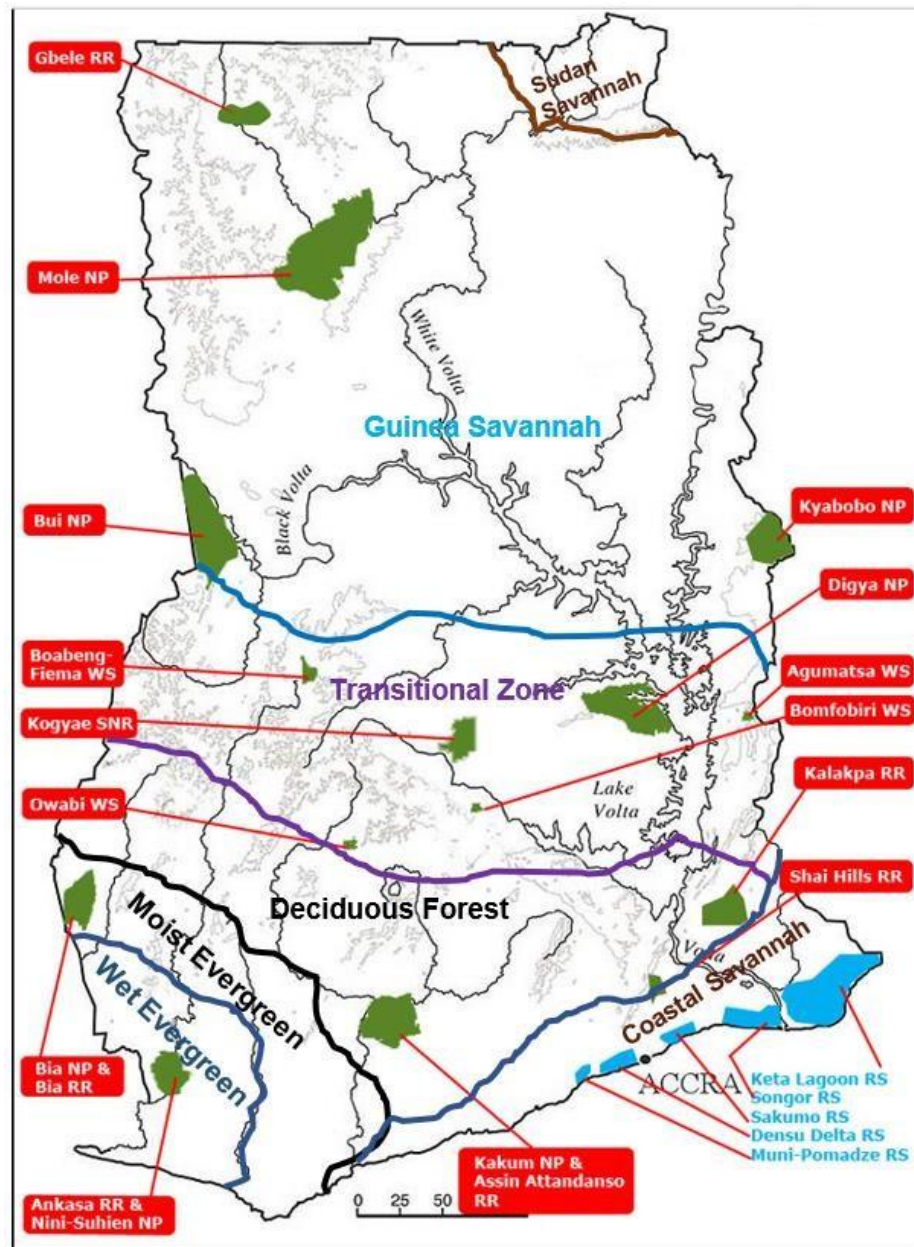 Gbele RR
Sudan
Savannah
Mole NP
White Volta
Guinea Savannah
Black Volta
Bui NP
Kyabobo NP
Digya NP
Boabeng-
Fiema WS
Transitional Zone
Agumatsa WS
Bomfobiri WS
Kogyae SNR
Kalakpa RR
Lake
Volta
Owabi WS
Shai Hills RR
Deciduous Forest
Moist Evergreen
Volta
Coastal Savannah
Wet Evergreen
Bia NP &
Bia RR
ACCRA
Keta Lagoon RS
Songor RS
Sakumo RS
Densu Delta RS
Muni-Pomadze RS
Kakum NP &
Assin Attandanso
RR
Ankasa RR &
Nini-Suhien NP
0 25 50